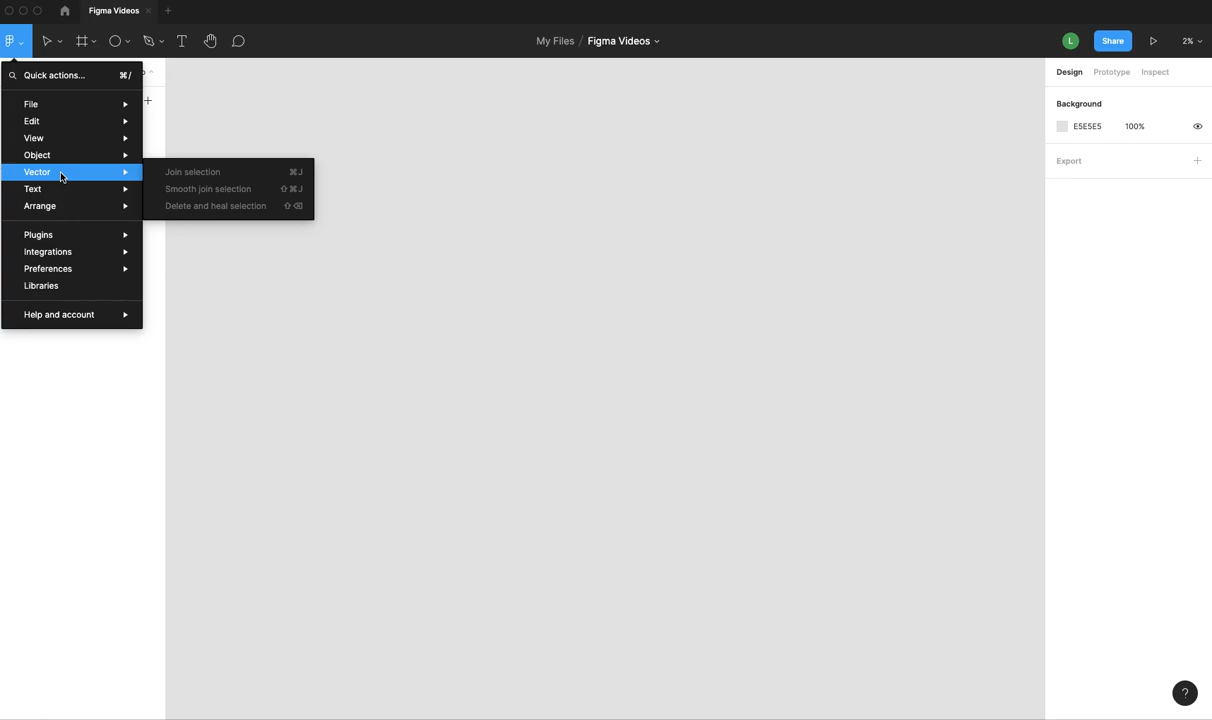 Figma Videos
My Files / Figma Videos
L
Share
2%
Quick actions... ⌘/
File
Edit
View
Object
Vector
Text
Arrange
Plugins
Integrations
Preferences
Libraries
Help and account
Join selection ⌘J
Smooth join selection ⇧⌘J
Delete and heal selection ⇧⌫
Design Prototype Inspect
Background
E5E5E5 100%
Export
?